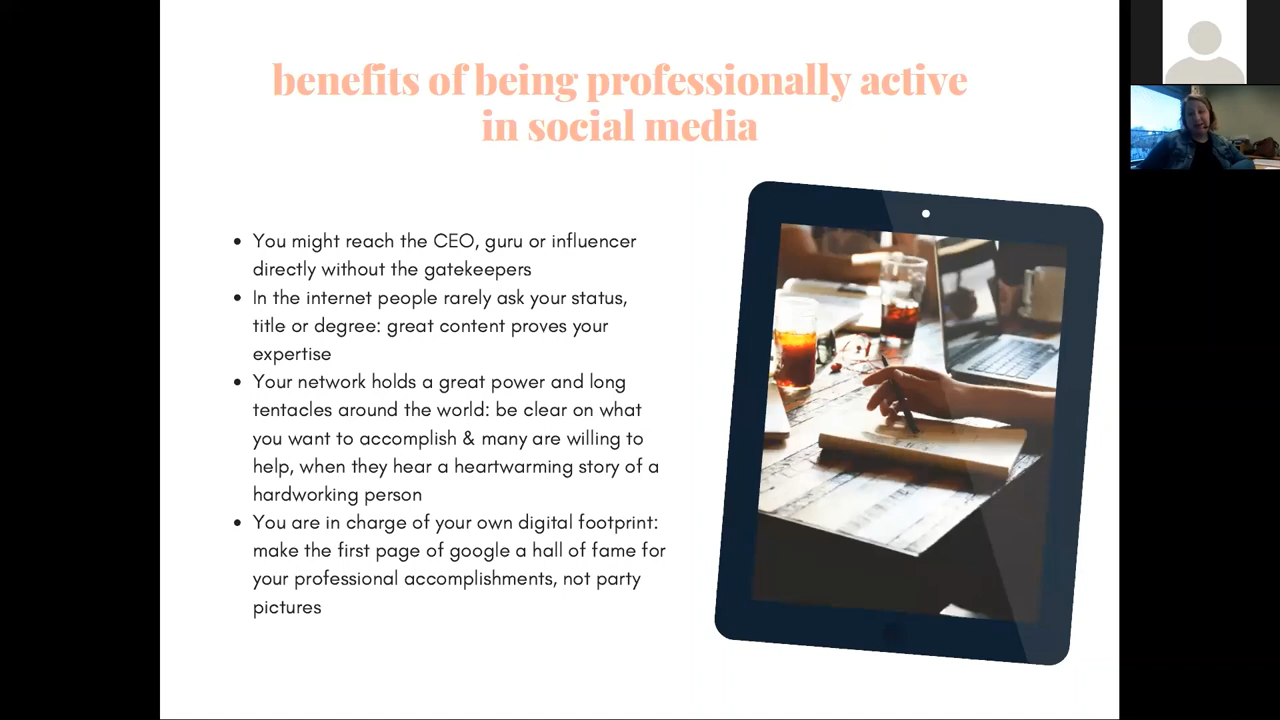 benefits of being professionally active
in social media
You might reach the CEO, guru or influencer
directly without the gatekeepers
In the internet people rarely ask your status,
title or degree: great content proves your
expertise
Your network holds a great power and long
tentacles around the world: be clear on what
you want to accomplish & many are willing to
help, when they hear a heartwarming story of a
hardworking person
You are in charge of your own digital footprint:
make the first page of google a hall of fame for
your professional accomplishments, not party
pictures